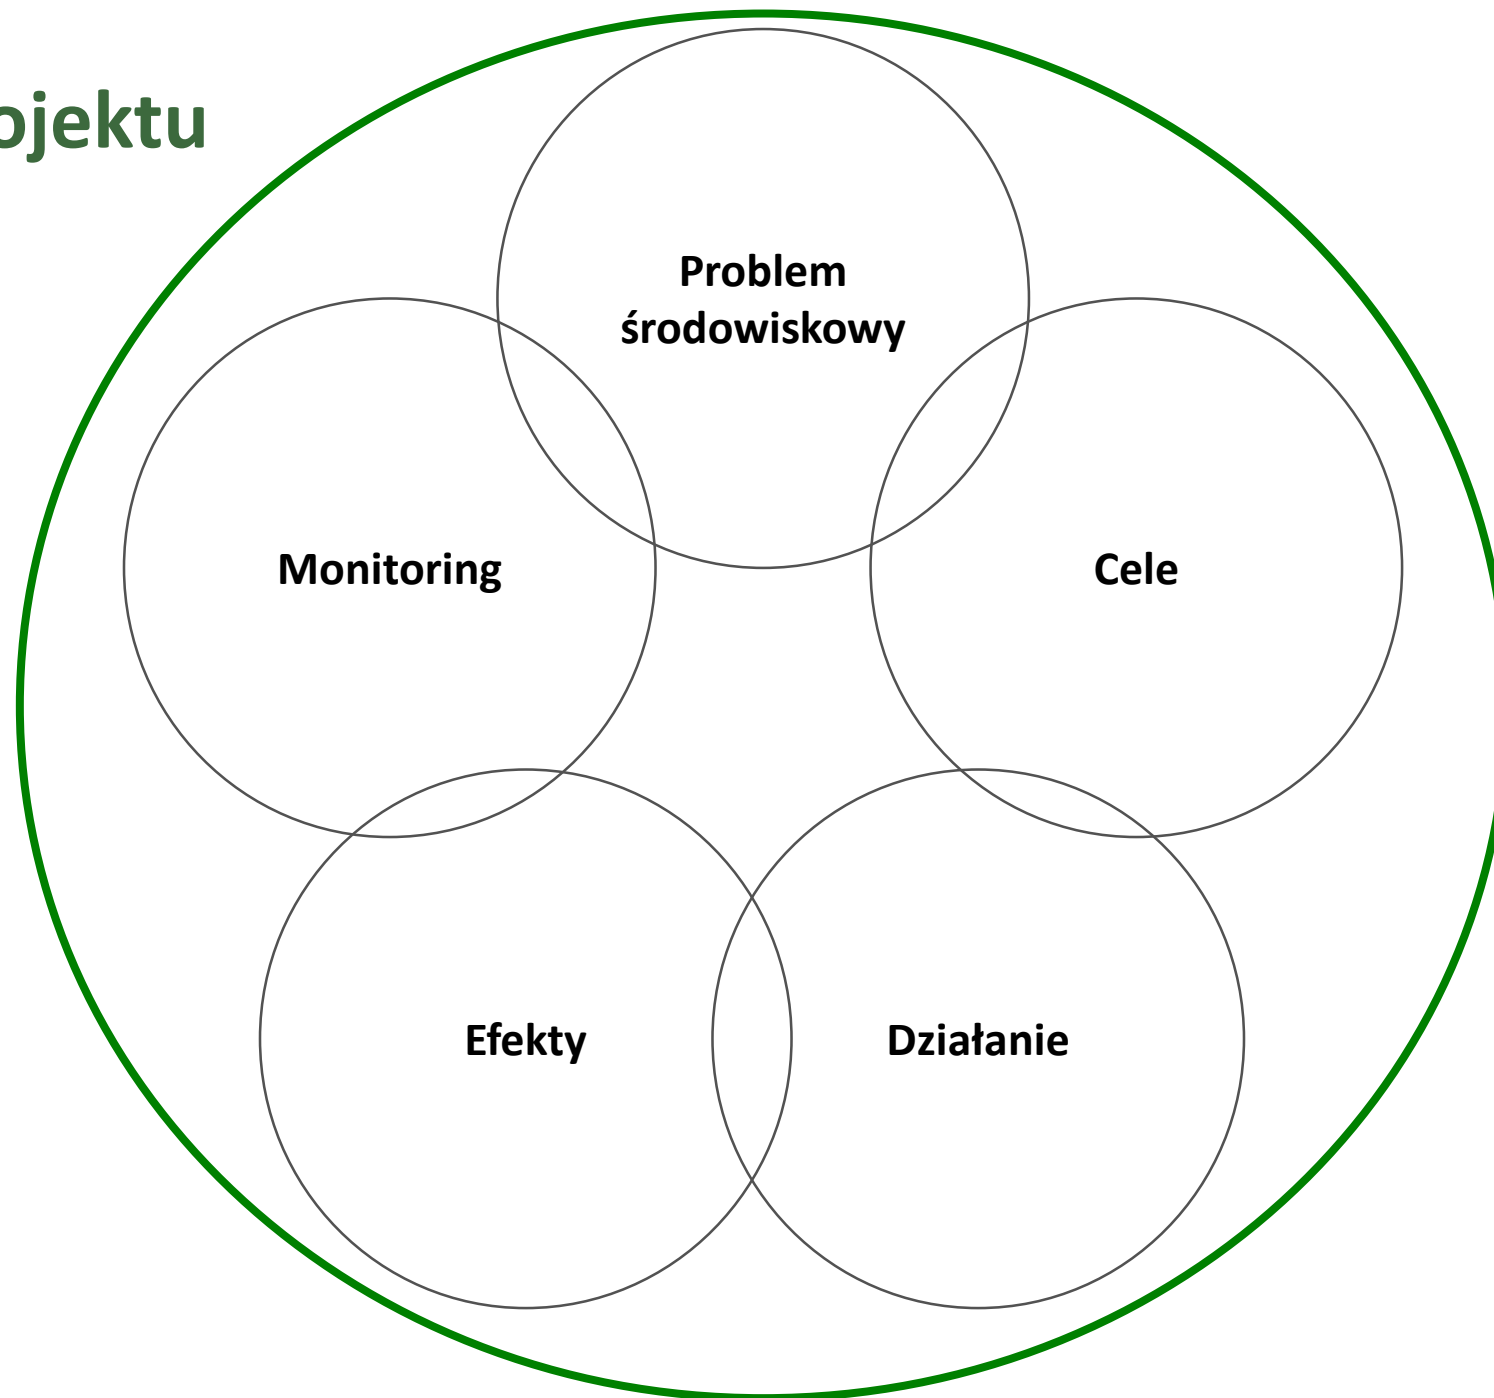 ojektu
Problem
środowiskowy
Monitoring
Cele
Efekty
Działanie